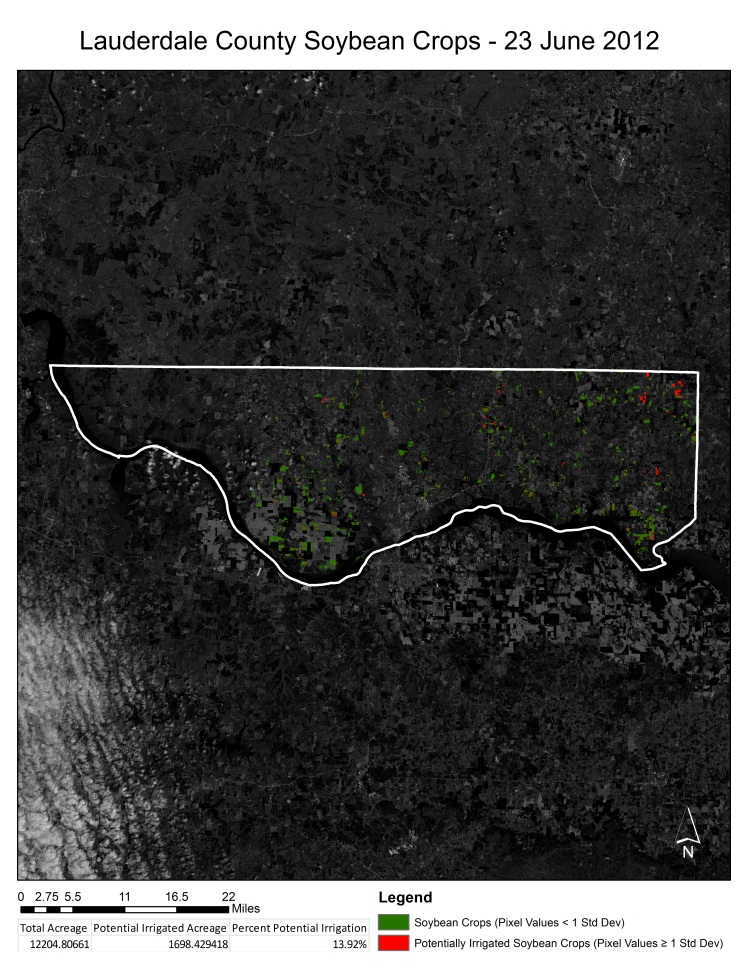 Lauderdale County Soybean Crops - 23 June 2012
N
0 2.75 5.5 11 16.5 22
Miles
Total Acreage Potential Irrigated Acreage Percent Potential Irrigation
12204.80661 1698.429418 13.92%
Legend
Soybean Crops (Pixel Values < 1 Std Dev)
Potentially Irrigated Soybean Crops (Pixel Values ≥ 1 Std Dev)